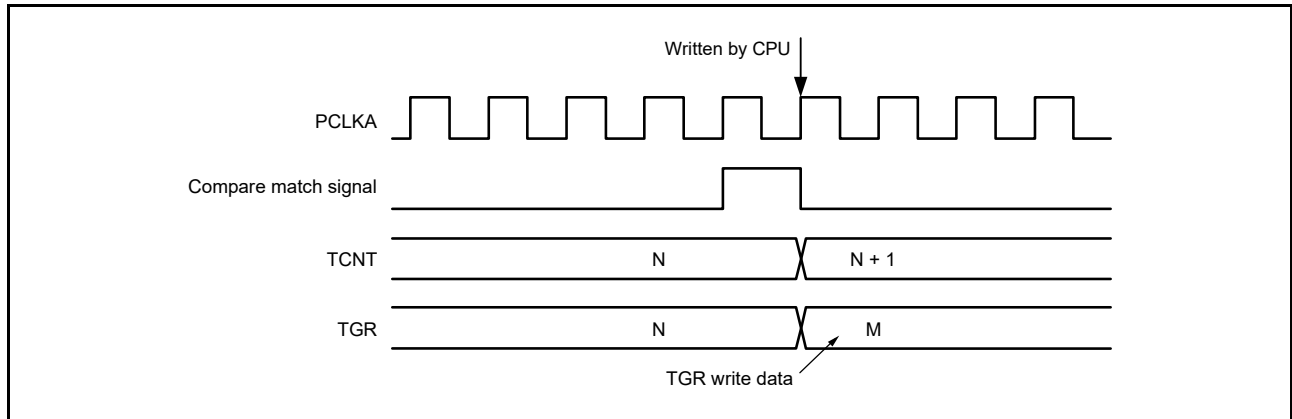 Written by CPU
PCLKA
Compare match signal
TCNT
N
N + 1
TGR
N
M
TGR write data